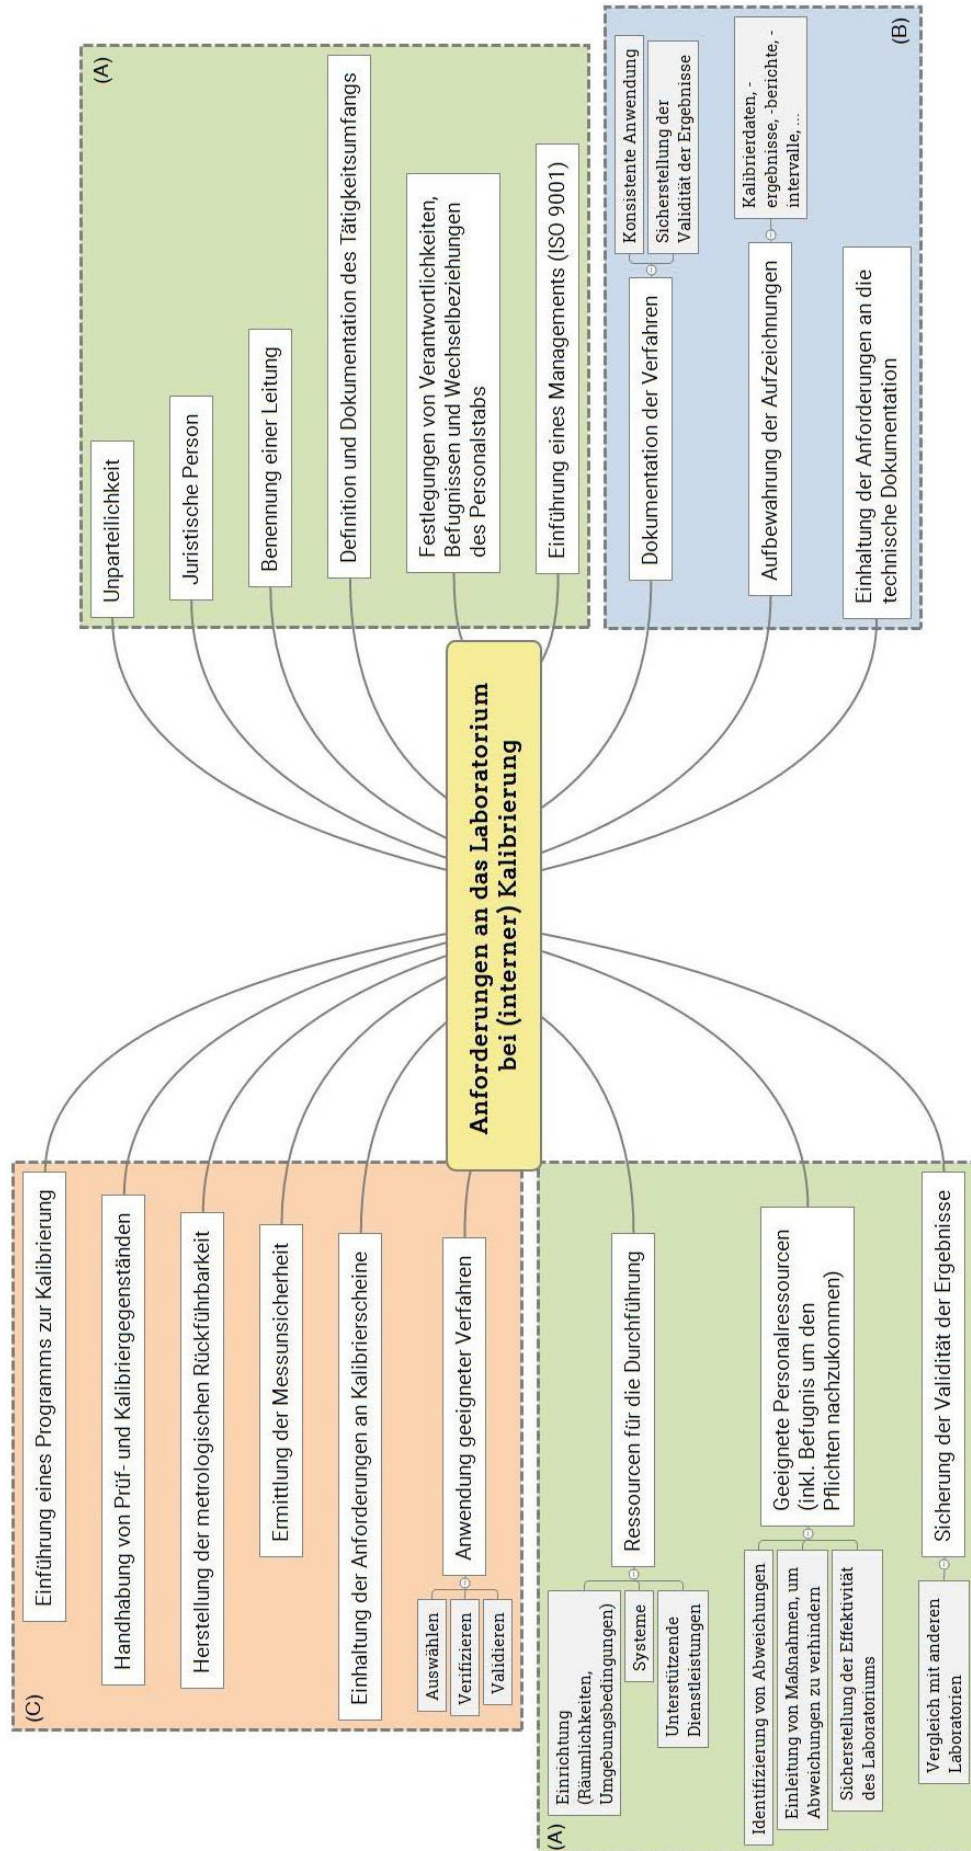 Anforderungen an das Laboratorium
bei (interner) Kalibrierung
(C)
Einführung eines Programms zur Kalibrierung
Handhabung von Prüf- und Kalibriergegenständen
Herstellung der metrologischen Rückführbarkeit
Ermittlung der Messunsicherheit
Einhaltung der Anforderungen an Kalibrierscheine
Anwendung geeigneter Verfahren
Auswählen
Verifizieren
Validieren
(A)
Ressourcen für die Durchführung
Einrichtung
(Räumlichkeiten,
Umgebungsbedingungen)
Systeme
Unterstützende
Dienstleistungen
Geeignete Personalressourcen
(inkl. Befugnis um den
Pflichten nachzukommen)
Identifizierung von Abweichungen
Einleitung von Maßnahmen, um
Abweichungen zu verhindern
Sicherstellung der Effektivität
des Laboratoriums
Sicherung der Validität der Ergebnisse
Vergleich mit anderen
Laboratorien
(A)
Unparteilichkeit
Juristische Person
Benennung einer Leitung
Definition und Dokumentation des Tätigkeitsumfangs
Festlegungen von Verantwortlichkeiten,
Befugnissen und Wechselbeziehungen
des Personalstabs
Einführung eines Managements (ISO 9001)
(B)
Dokumentation der Verfahren
Konsistente Anwendung
Sicherstellung der
Validität der Ergebnisse
Aufbewahrung der Aufzeichnungen
Kalibrierdaten, -
ergebnisse, -berichte, -
intervalle, ...
Einhaltung der Anforderungen an die
technische Dokumentation